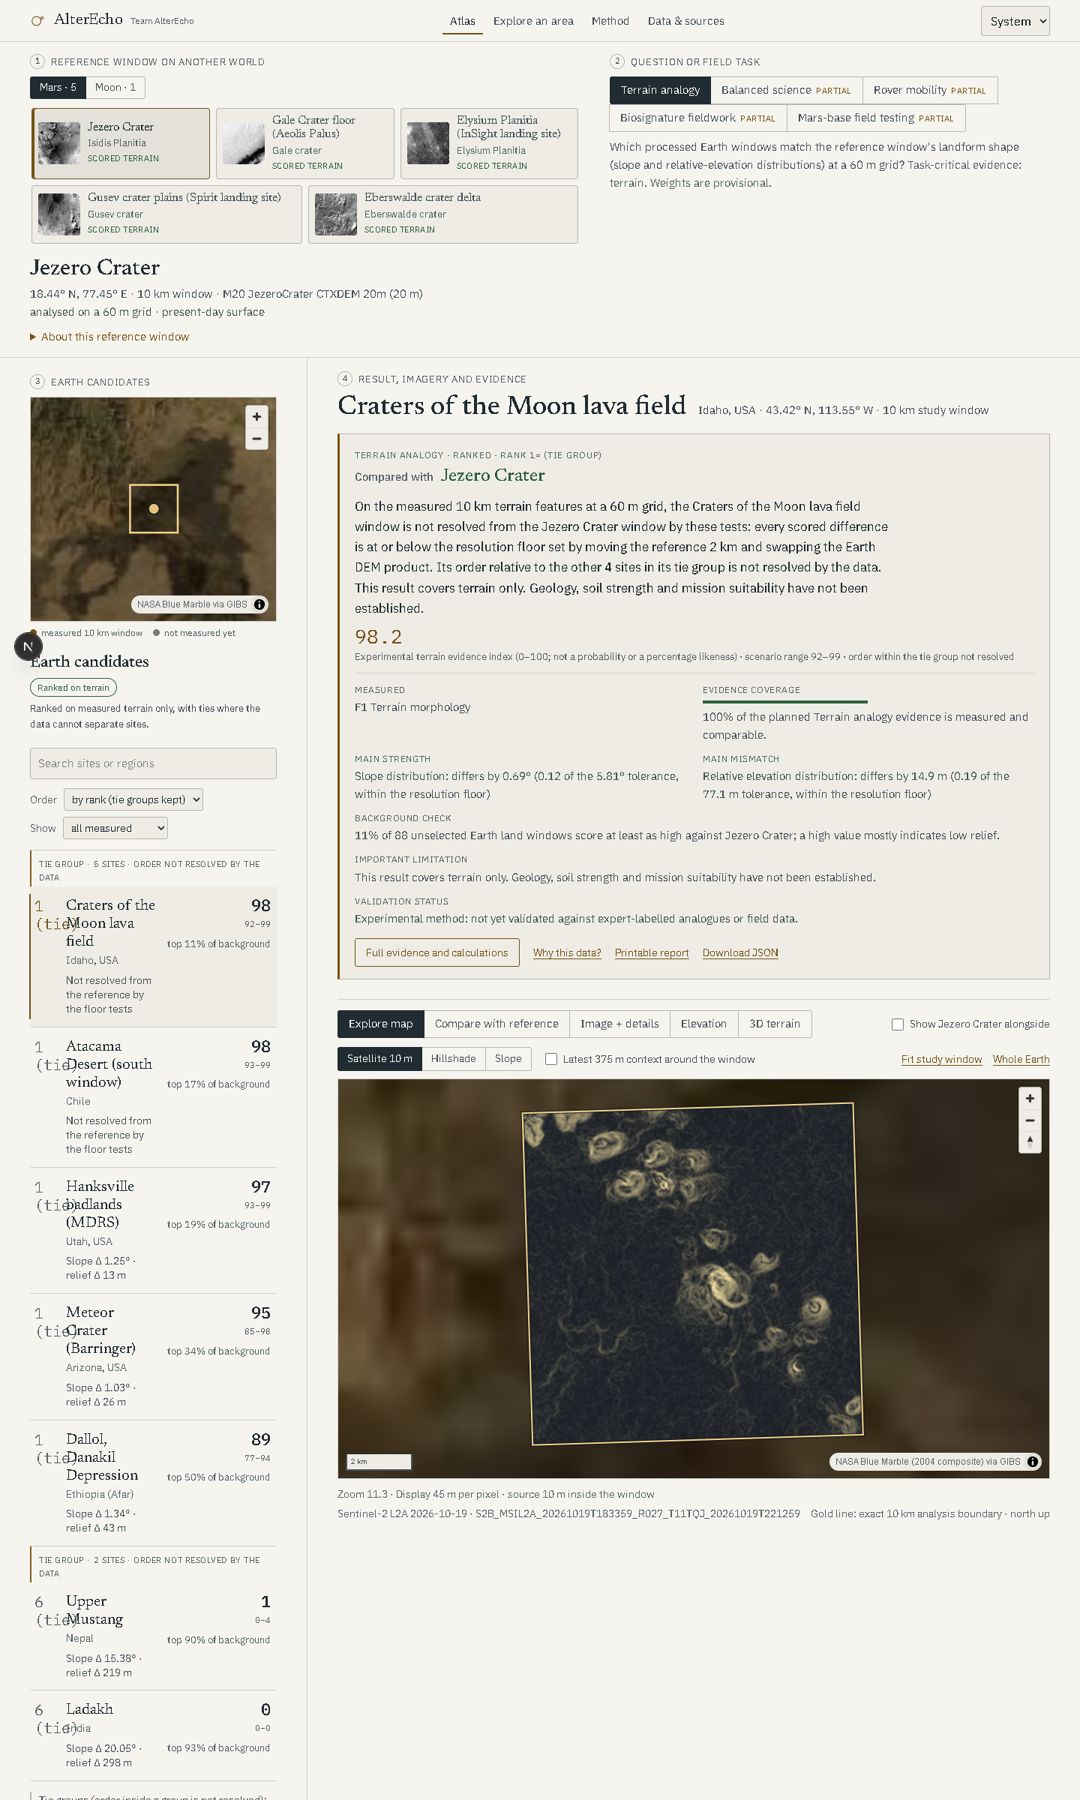 AlterEcho Team AlterEcho
Atlas Explore an area Method Data & sources
System
1 REFERENCE WINDOW ON ANOTHER WORLD
Mars · 5 Moon · 1
Jezero Crater
Isidis Planitia
SCORED TERRAIN
Gale Crater floor
(Aeolis Palus)
Gale crater
SCORED TERRAIN
Elysium Planitia
(InSight landing site)
Elysium Planitia
SCORED TERRAIN
Gusev crater plains (Spirit landing site)
Gusev crater
SCORED TERRAIN
Eberswalde crater delta
Eberswalde crater
SCORED TERRAIN
Jezero Crater
18.44° N, 77.45° E · 10 km window · M20 JezeroCrater CTXDEM 20m (20 m)
analysed on a 60 m grid · present-day surface
About this reference window
2 QUESTION OR FIELD TASK
Terrain analogy Balanced science PARTIAL Rover mobility PARTIAL
Biosignature fieldwork PARTIAL Mars-base field testing PARTIAL
Which processed Earth windows match the reference window's landform shape
(slope and relative-elevation distributions) at a 60 m grid? Task-critical evidence:
terrain. Weights are provisional.
3 EARTH CANDIDATES
+
−
NASA Blue Marble via GIBS
measured 10 km window not measured yet
N
Earth candidates
Ranked on terrain
Ranked on measured terrain only, with ties where the
data cannot separate sites.
Search sites or regions
Order by rank (tie groups kept)
Show all measured
TIE GROUP · 5 SITES · ORDER NOT RESOLVED BY THE
DATA
1 (tie)
Craters of the
Moon lava
field
Idaho, USA
Not resolved from
the reference by
the floor tests
98
92–99
top 11% of background
1 (tie)
Atacama
Desert (south
window)
Chile
Not resolved from
the reference by
the floor tests
98
93–99
top 17% of background
1 (tie)
Hanksville
badlands
(MDRS)
Utah, USA
Slope Δ 1.25° ·
relief Δ 13 m
97
93–99
top 19% of background
1 (tie)
Meteor
Crater
(Barringer)
Arizona, USA
Slope Δ 1.03° ·
relief Δ 26 m
95
85–98
top 34% of background
1 (tie)
Dallol,
Danakil
Depression
Ethiopia (Afar)
Slope Δ 1.34° ·
relief Δ 43 m
89
77–94
top 50% of background
TIE GROUP · 2 SITES · ORDER NOT RESOLVED BY THE
DATA
6 (tie)
Upper
Mustang
Nepal
Slope Δ 15.38° ·
relief Δ 219 m
1
0–4
top 90% of background
6 (tie)
Ladakh
India
Slope Δ 20.05° ·
relief Δ 298 m
0
0–0
top 93% of background
Tie groups (order inside a group is not resolved):
4 RESULT, IMAGERY AND EVIDENCE
Craters of the Moon lava field Idaho, USA · 43.42° N, 113.55° W · 10 km study window
TERRAIN ANALOGY · RANKED · RANK 1= (TIE GROUP)
Compared with Jezero Crater
On the measured 10 km terrain features at a 60 m grid, the Craters of the Moon lava field
window is not resolved from the Jezero Crater window by these tests: every scored difference
is at or below the resolution floor set by moving the reference 2 km and swapping the Earth
DEM product. Its order relative to the other 4 sites in its tie group is not resolved by the data.
This result covers terrain only. Geology, soil strength and mission suitability have not been
established.
98.2
Experimental terrain evidence index (0–100; not a probability or a percentage likeness) · scenario range 92–99 · order within the tie group not resolved
MEASURED
F1 Terrain morphology
EVIDENCE COVERAGE
100% of the planned Terrain analogy evidence is measured and
comparable.
MAIN STRENGTH
Slope distribution: differs by 0.69° (0.12 of the 5.81° tolerance,
within the resolution floor)
MAIN MISMATCH
Relative elevation distribution: differs by 14.9 m (0.19 of the
77.1 m tolerance, within the resolution floor)
BACKGROUND CHECK
11% of 88 unselected Earth land windows score at least as high against Jezero Crater; a high value mostly indicates low relief.
IMPORTANT LIMITATION
This result covers terrain only. Geology, soil strength and mission suitability have not been established.
VALIDATION STATUS
Experimental method: not yet validated against expert-labelled analogues or field data.
Full evidence and calculations Why this data? Printable report Download JSON
Explore map Compare with reference Image + details Elevation 3D terrain Show Jezero Crater alongside
Satellite 10 m Hillshade Slope Latest 375 m context around the window Fit study window Whole Earth
+
−
2 km
NASA Blue Marble (2004 composite) via GIBS
Zoom 11.3 · Display 45 m per pixel · source 10 m inside the window
Sentinel-2 L2A 2026-10-19 · S2B_MSIL2A_20261019T183359_R027_T11TQJ_20261019T221259 Gold line: exact 10 km analysis boundary · north up